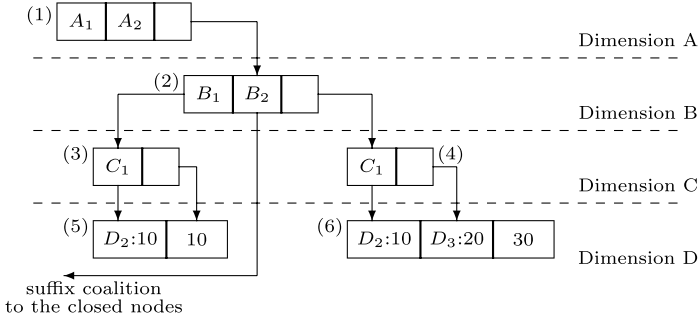 (1) A1 A2
Dimension A
(2) B1 B2
Dimension B
(3) C1 C1 (4)
Dimension C
(5) D2:10 10 (6) D2:10 D3:20 30
Dimension D
suffix coalition
to the closed nodes